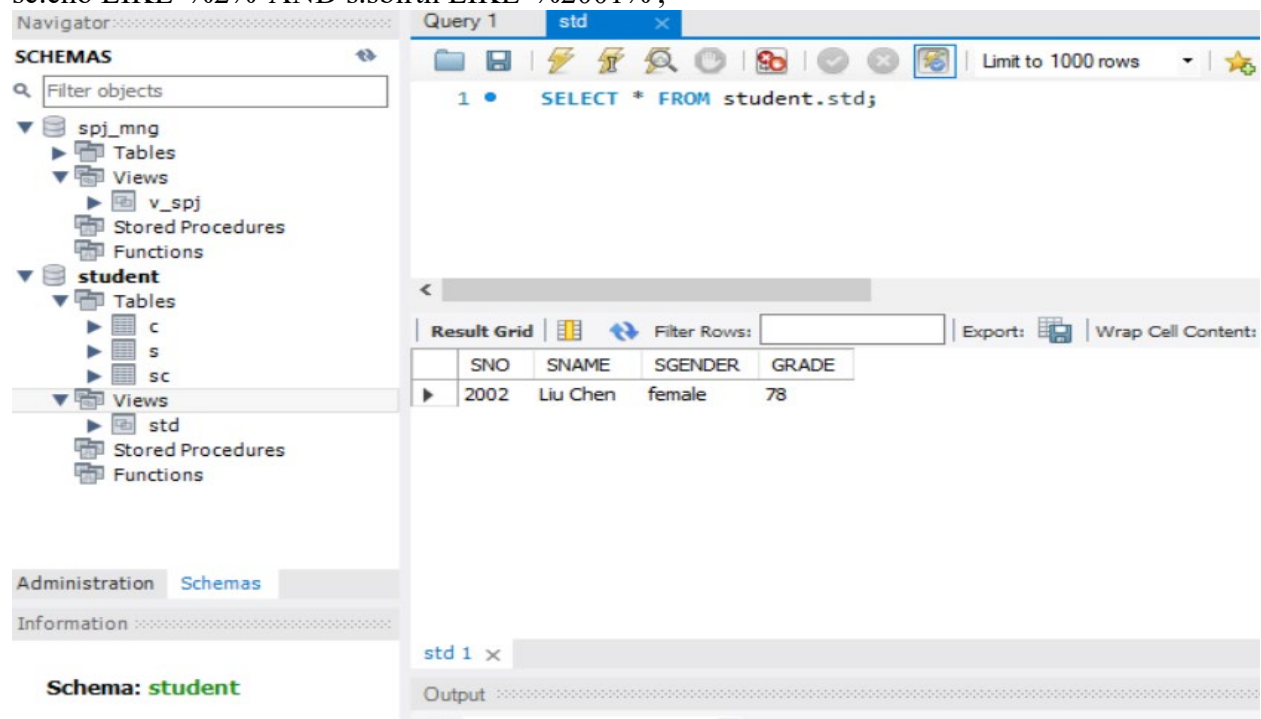 Navigator
SCHEMAS
Filter objects
spj_mng
Tables
Views
v_spj
Stored Procedures
Functions
student
Tables
c
s
sc
Views
std
Stored Procedures
Functions
Administration Schemas
Information
Schema: student
Query 1 std
Limit to 1000 rows
1 SELECT * FROM student.std;
Result Grid Filter Rows: Export: Wrap Cell Content:
SNO SNAME SGENDER GRADE
2002 Liu Chen female 78
std 1
Output